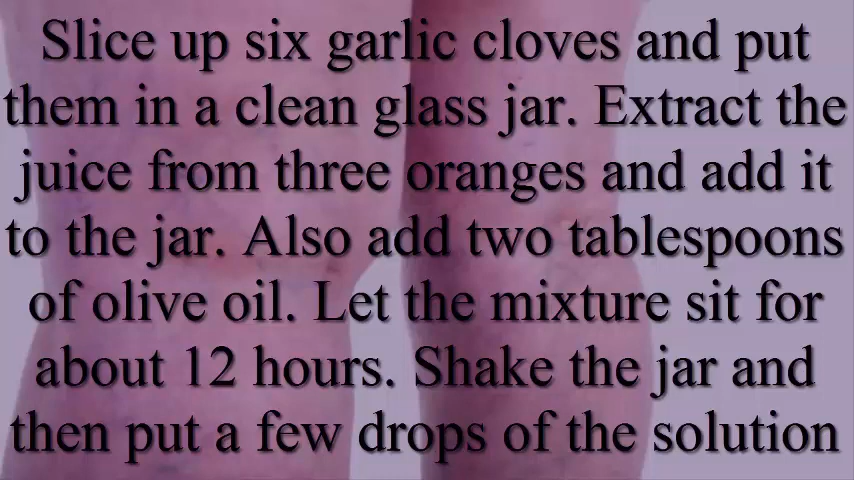 Slice up six garlic cloves and put
them in a clean glass jar. Extract the
juice from three oranges and add it
to the jar. Also add two tablespoons
of olive oil. Let the mixture sit for
about 12 hours. Shake the jar and
then put a few drops of the solution